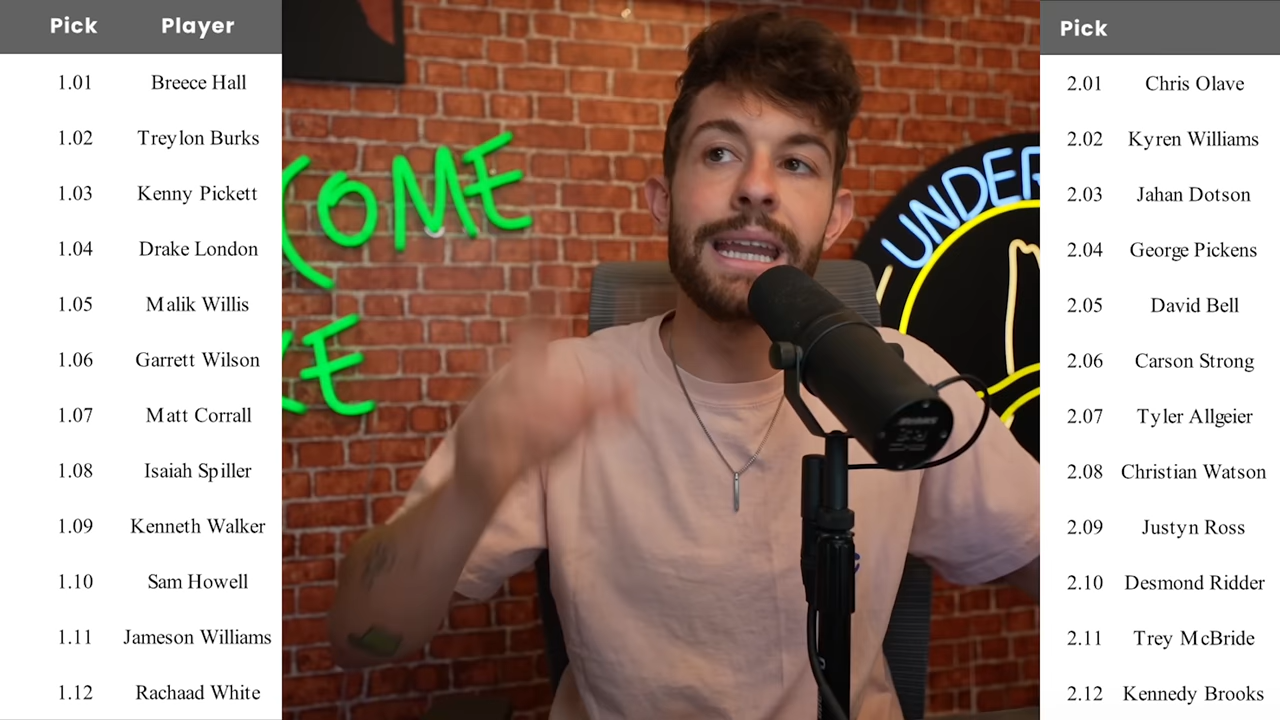 Pick Player
1.01 Breece Hall
1.02 Treylon Burks
1.03 Kenny Pickett
1.04 Drake London
1.05 Malik Willis
1.06 Garrett Wilson
1.07 Matt Corrall
1.08 Isaiah Spiller
1.09 Kenneth Walker
1.10 Sam Howell
1.11 Jameson Williams
1.12 Rachaad White
COME
UNDER
Pick
2.01 Chris Olave
2.02 Kyren Williams
2.03 Jahan Dotson
2.04 George Pickens
2.05 David Bell
2.06 Carson Strong
2.07 Tyler Allgeier
2.08 Christian Watson
2.09 Justyn Ross
2.10 Desmond Ridder
2.11 Trey McBride
2.12 Kennedy Brooks